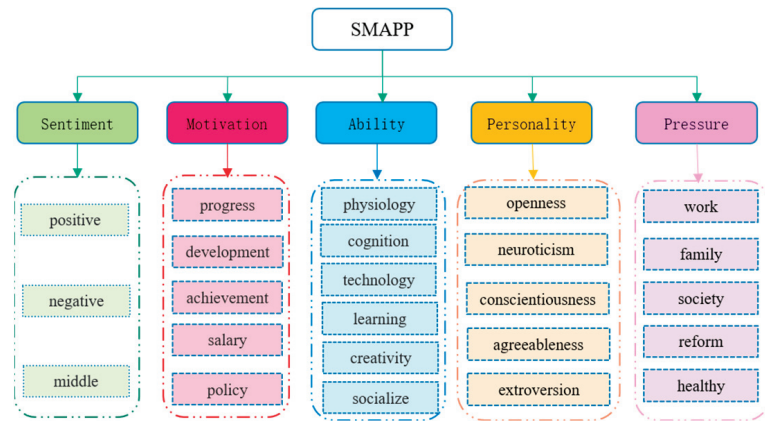 SMAPP
Sentiment
Motivation
Ability
Personality
Pressure
positive
negative
middle
progress
development
achievement
salary
policy
physiology
cognition
technology
learning
creativity
socialize
openness
neuroticism
conscientiousness
agreeableness
extroversion
work
family
society
reform
healthy